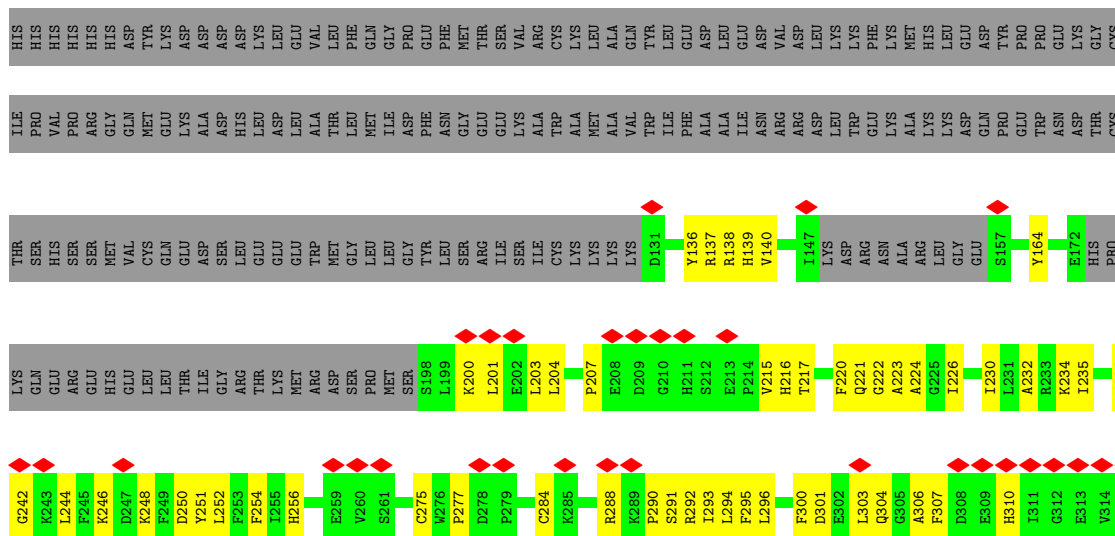 HIS HIS HIS HIS HIS HIS ASP TYR LYS ASP ASP ASP ASP LYS LEU GLU VAL LEU PHE GLN GLY PRO GLU PHE MET THR SER VAL ARG CYS LYS LEU ALA GLN TYR LEU GLU ASP LEU GLU ASP VAL ASP LEU LYS LYS PHE LYS MET HIS LEU GLU ASP TYR PRO PRO GLU LYS GLY CYS
ILE PRO VAL PRO ARG GLY GLN MET GLU LYS ALA ASP HIS LEU ASP LEU ALA THR LEU MET ILE ASP PHE ASN GLY GLU GLU LYS ALA TRP ALA MET ALA VAL TRP ILE PHE ALA ALA ILE ASN ARG ARG ASP LEU TRP GLU LYS ALA LYS LYS ASP GLN PRO GLU TRP ASN ASP THR CYS
THR SER HIS SER SER MET VAL CYS GLN GLU ASP SER LEU GLU GLU GLU TRP MET GLY LEU LEU GLY TYR LEU SER ARG ILE SER ILE CYS LYS LYS LYS LYS D131 Y136 R137 R138 H139 V140 I147 LYS ASP ARG ASN ALA ARG LEU GLY GLU S157 Y164 E172 HIS PRO
LYS GLN GLU ARG GLU HIS GLU LEU LEU THR ILE GLY ARG THR LYS MET ARG ASP SER PRO MET SER S198 L199 K200 L201 E202 L203 L204 P207 E208 D209 G210 H211 S212 E213 P214 V215 H216 T217 F220 Q221 G222 A223 A224 G225 I226 I230 L231 A232 R233 K234 I235
G242 K243 L244 F245 K246 D247 K248 F249 D250 Y251 L252 F253 F254 I255 H256 E259 V260 S261 C275 W276 P277 D278 P279 C284 K285 R288 K289 P290 S291 R292 I293 L294 F295 L296 F300 D301 E302 L303 Q304 G305 A306 F307 D308 E309 H310 I311 G312 E313 V314